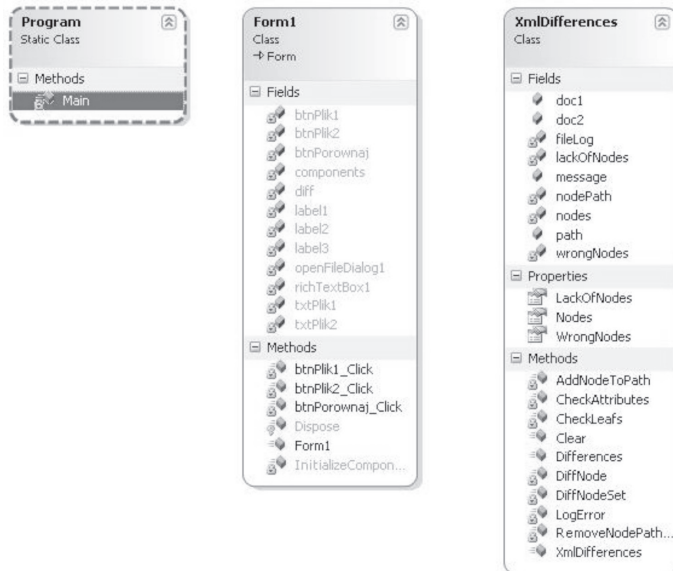 Program
Static Class
Methods
Main
Form1
Class
Form
Fields
btnPlik1
btnPlik2
btnPorownaj
components
diff
label1
label2
label3
openFileDialog1
richTextBox1
txtPlik1
txtPlik2
Methods
btnPlik1_Click
btnPlik2_Click
btnPorownaj_Click
Dispose
Form1
InitializeCompon...
XmlDifferences
Class
Fields
doc1
doc2
fileLog
lackOfNodes
message
nodePath
nodes
path
wrongNodes
Properties
LackOfNodes
Nodes
WrongNodes
Methods
AddNodeToPath
CheckAttributes
CheckLeafs
Clear
Differences
DiffNode
DiffNodeSet
LogError
RemoveNodePath...
XmlDifferences